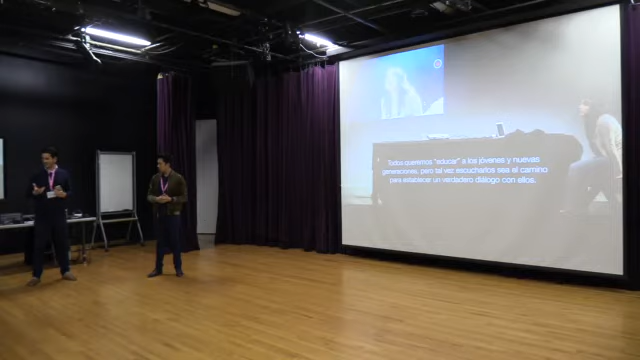 Todos queremos "educar" a los jóvenes y nuevas
generaciones, pero tal vez escucharlos sea el camino
para establecer un verdadero diálogo con ellos.